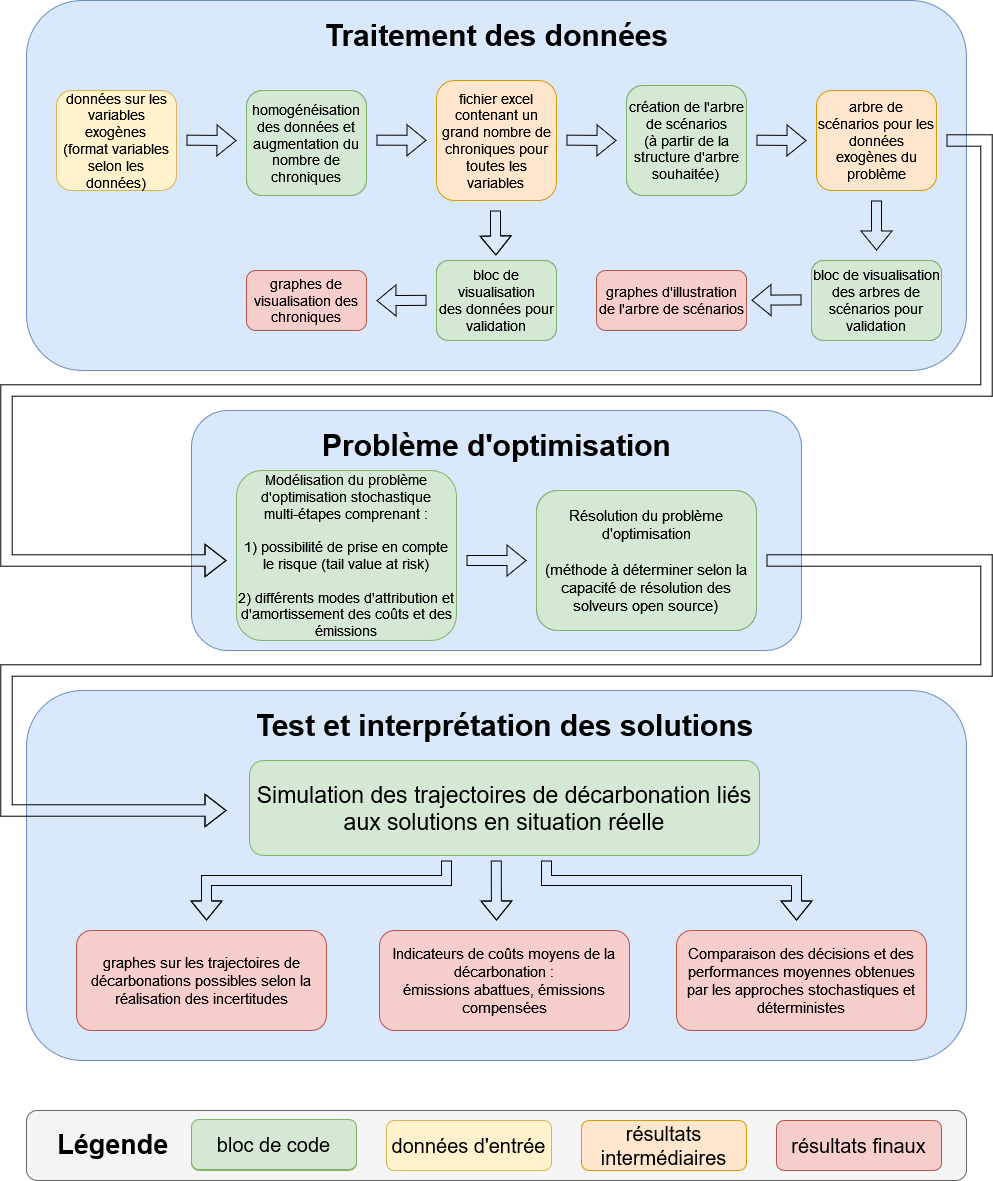 Traitement des données
données sur les
variables
exogènes
(format variables
selon les
données)
homogénéisation
des données et
augmentation du
nombre de
chroniques
fichier excel
contenant un
grand nombre de
chroniques pour
toutes les
variables
création de l'arbre
de scénarios
(à partir de la
structure d'arbre
souhaitée)
arbre de
scénarios pour les
données
exogènes du
problème
graphes de
visualisation des
chroniques
bloc de
visualisation
des données pour
validation
graphes d'illustration
de l'arbre de scénarios
bloc de visualisation
des arbres de
scénarios pour
validation
Problème d'optimisation
Modélisation du problème
d'optimisation stochastique
multi-étapes comprenant :
1) possibilité de prise en compte
le risque (tail value at risk)
2) différents modes d'attribution et
d'amortissement des coûts et des
émissions
Résolution du problème
d'optimisation
(méthode à déterminer selon la
capacité de résolution des
solveurs open source)
Test et interprétation des solutions
Simulation des trajectoires de décarbonation liés
aux solutions en situation réelle
graphes sur les trajectoires de
décarbonations possibles selon la
réalisation des incertitudes
Indicateurs de coûts moyens de la
décarbonation :
émissions abattues, émissions
compensées
Comparaison des décisions et des
performances moyennes obtenues
par les approches stochastiques et
déterministes
Légende
bloc de code
données d'entrée
résultats
intermédiaires
résultats finaux